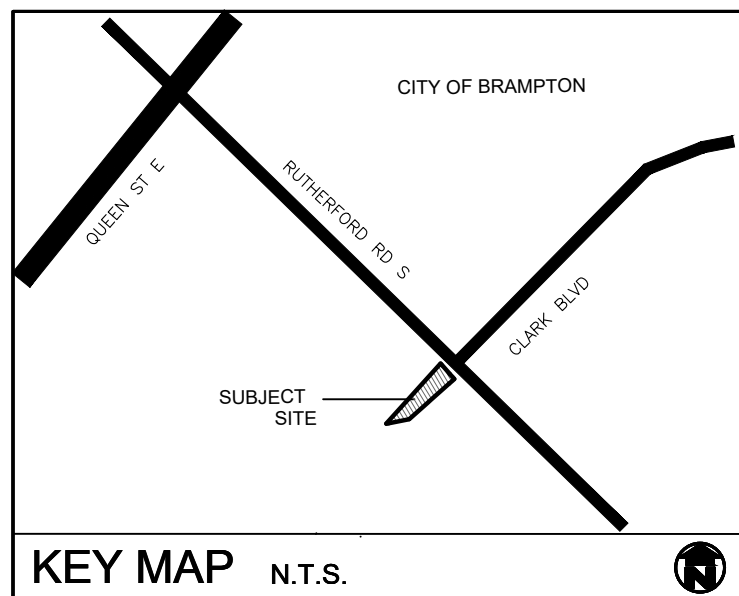 CITY OF BRAMPTON
QUEEN ST E
RUTHERFORD RD S
CLARK BLVD
SUBJECT
SITE
KEY MAP N.T.S.
N